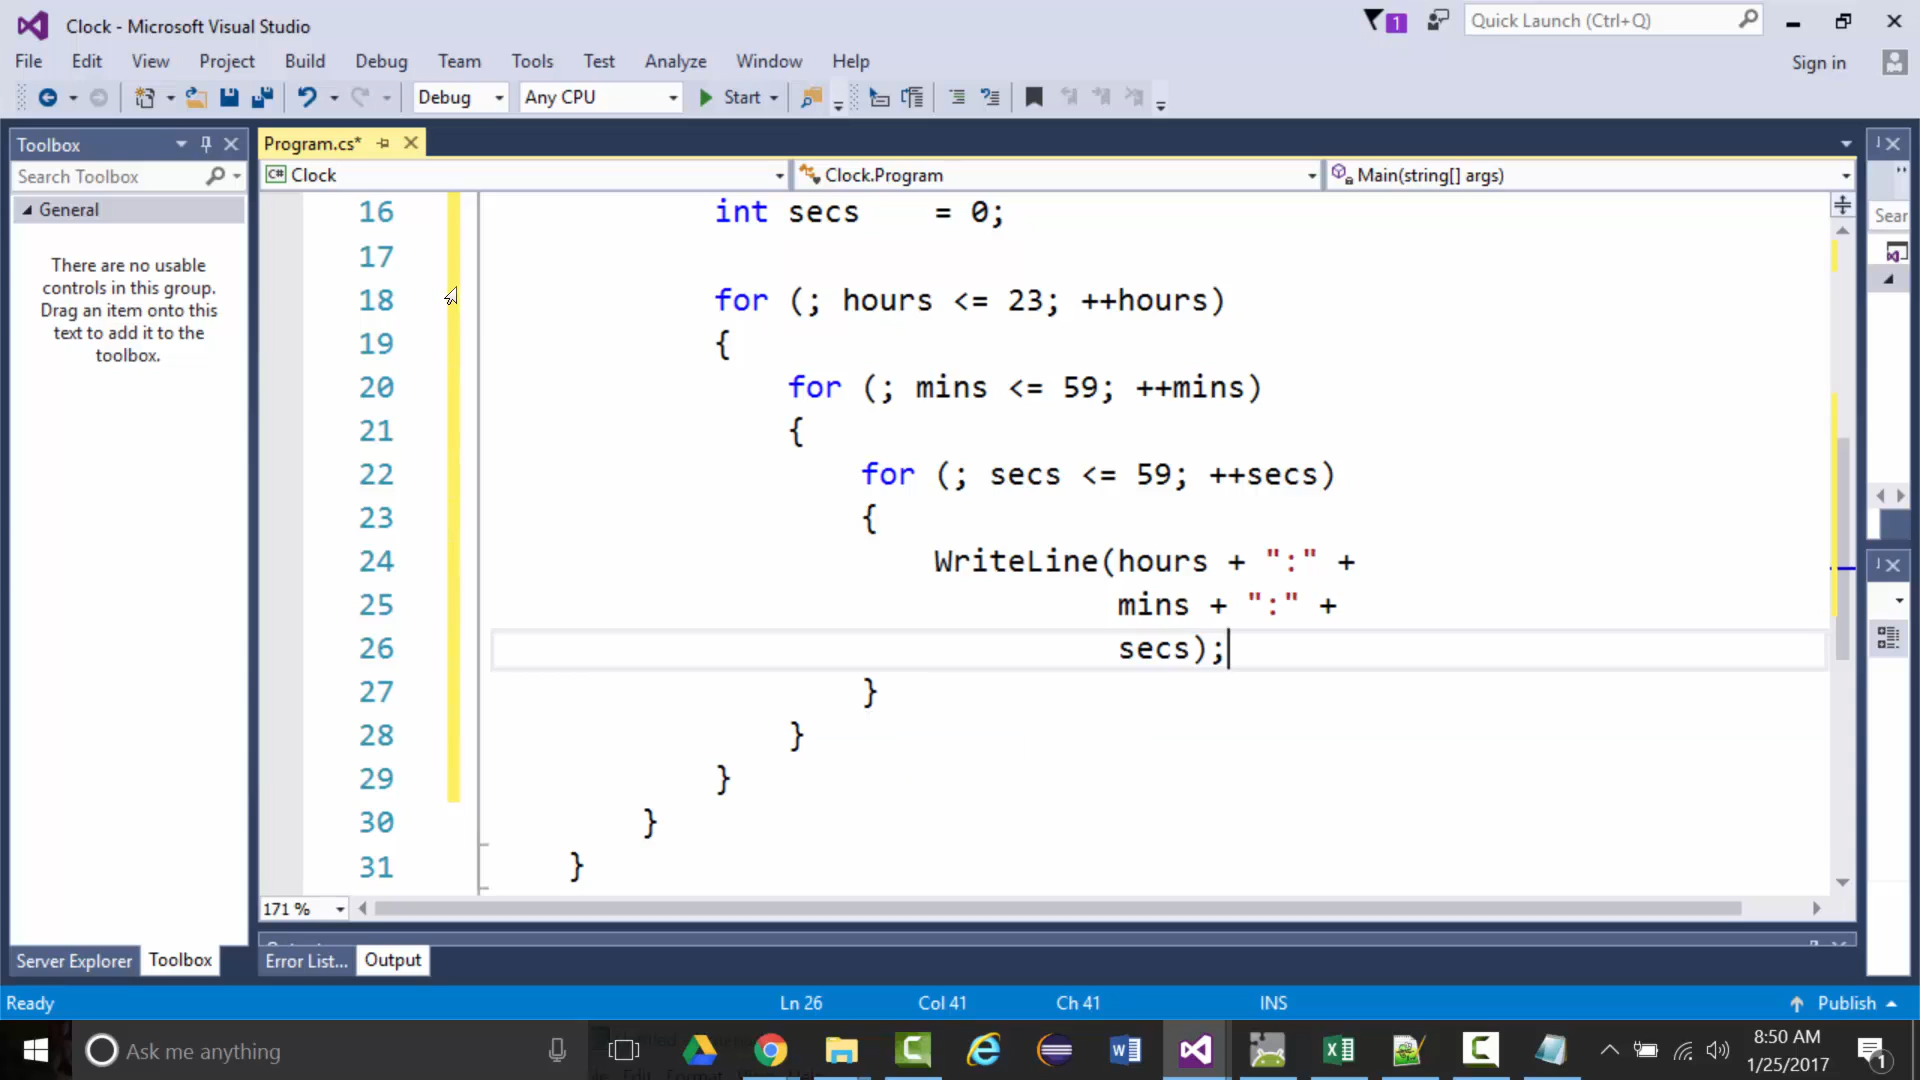 Clock - Microsoft Visual Studio
1
Quick Launch (Ctrl+Q)
File Edit View Project Build Debug Team Tools Test Analyze Window Help
Sign in
Debug Any CPU Start
Toolbox
Program.cs*
Search Toolbox
C# Clock Clock.Program Main(string[] args)
General
Sear
There are no usable
controls in this group.
Drag an item onto this
text to add it to the
toolbox.
16 int secs    = 0;
17
18 for (; hours <= 23; ++hours)
19 {
20 for (; mins <= 59; ++mins)
21 {
22 for (; secs <= 59; ++secs)
23 {
24 WriteLine(hours + ":" +
25 mins + ":" +
26 secs);
27 }
28 }
29 }
30 }
31 }
171 %
Server Explorer Toolbox Error List... Output
Ready Ln 26 Col 41 Ch 41 INS Publish
Ask me anything
8:50 AM
1/25/2017
1